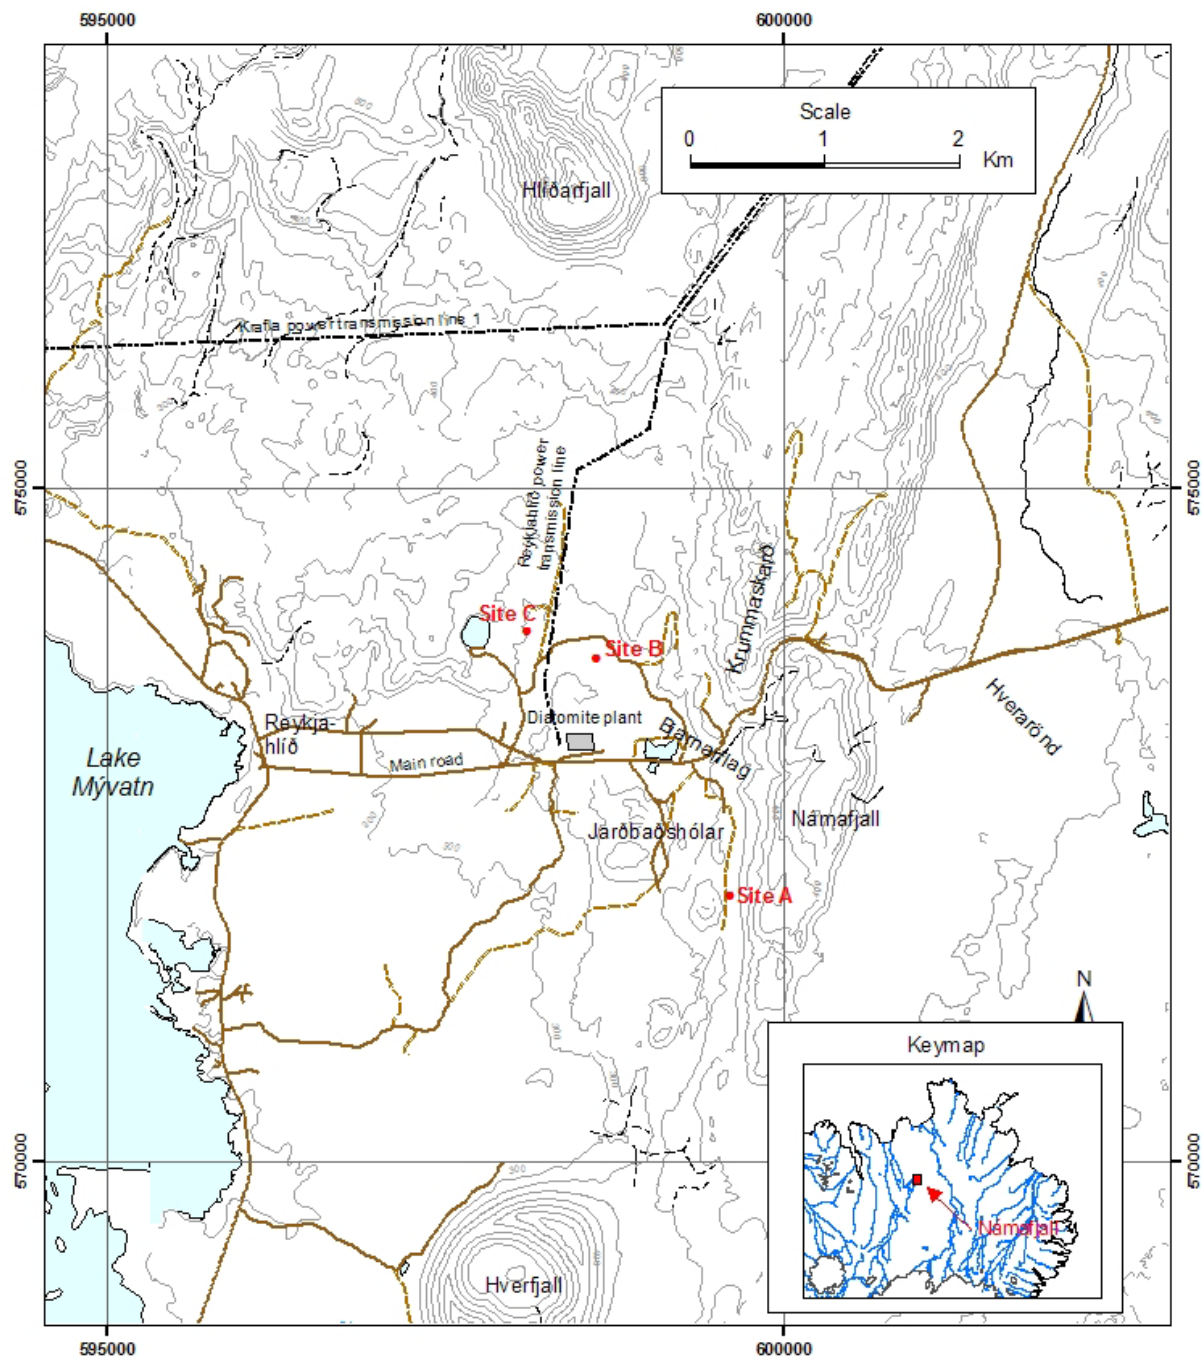 595000
600000
Scale
0 1 2
Km
Hlíðarfjall
Krafla power transmission line 1
575000
575000
Reykjahlíð power
transmission line
Krummaskarð
Site C
Site B
Hverarönd
Reykja-
hlíð
Diatomite plant
Bjarnarflag
Main road
Lake
Mývatn
Jarðbaðshólar
Námafjall
Site A
N
Keymap
Námafjall
570000
570000
Hverfjall
595000
600000